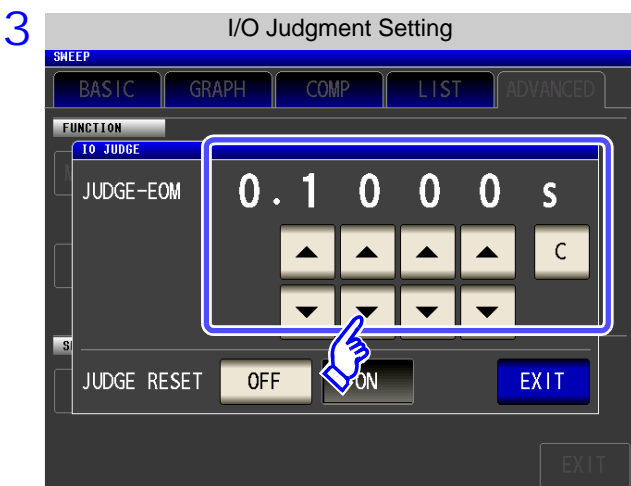 3
I/O Judgment Setting
SWEEP
BASIC GRAPH COMP LIST ADVANCED
FUNCTION
IO JUDGE
M
JUDGE-EOM 0.1000 s
C
S
JUDGE RESET OFF ON EXIT
EXIT